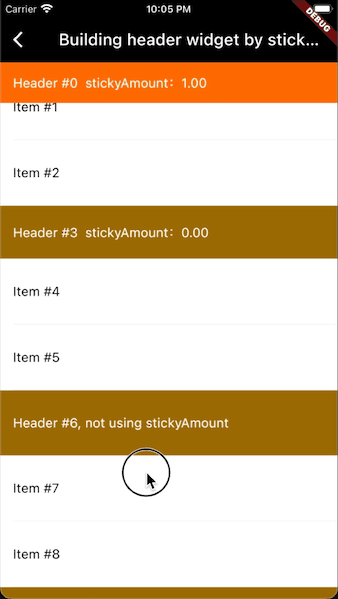 Carrier 10:05 PM
DEBUG
Building header widget by stick...
Header #0 stickyAmount: 1.00
Item #1
Item #2
Header #3 stickyAmount: 0.00
Item #4
Item #5
Header #6, not using stickyAmount
Item #7
Item #8